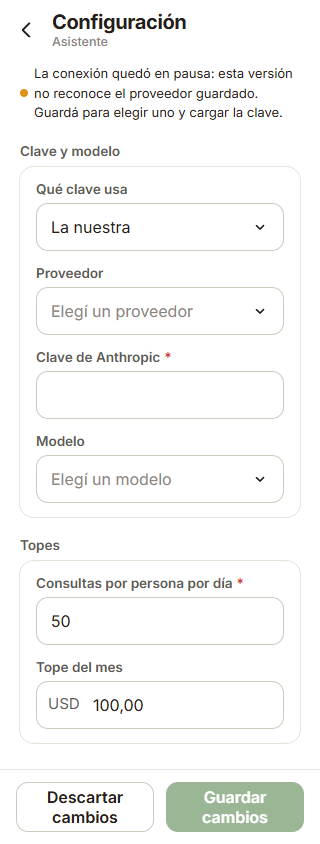 Configuración
Asistente
La conexión quedó en pausa: esta versión
no reconoce el proveedor guardado.
Guardá para elegir uno y cargar la clave.
Clave y modelo
Qué clave usa
La nuestra
Proveedor
Elegí un proveedor
Clave de Anthropic *
Modelo
Elegí un modelo
Topes
Consultas por persona por día *
50
Tope del mes
USD 100,00
Descartar
cambios
Guardar
cambios